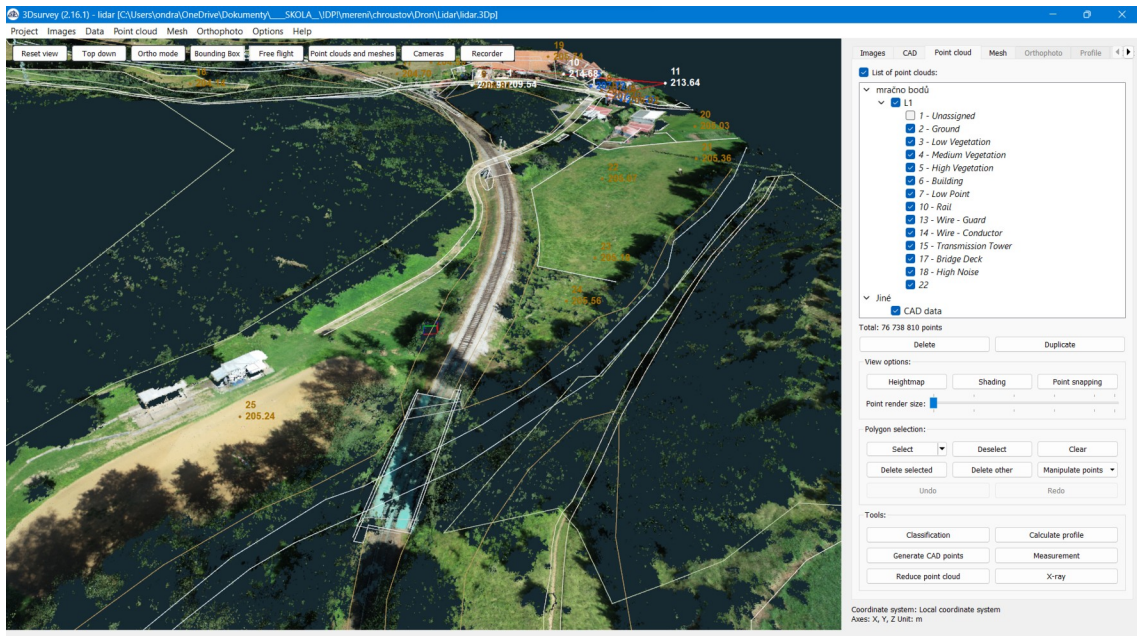 3Dsurvey (2.16.1) - lidar [C:\Users\ondra\OneDrive\Dokumenty\____SKOLA__\IDP\mereni\chroustov\Dron\Lidar\lidar.3Dp]
Project Images Data Point cloud Mesh Orthophoto Options Help
Reset view Top down Ortho mode Bounding Box Free flight Point clouds and meshes Cameras Recorder
19
10
214.68
11
213.64
209.54
20
205.36
25
205.24
Images CAD Point cloud Mesh Orthophoto Profile
List of point clouds:
mračno bodů
L1
1 - Unassigned
2 - Ground
3 - Low Vegetation
4 - Medium Vegetation
5 - High Vegetation
6 - Building
7 - Low Point
10 - Rail
13 - Wire - Guard
14 - Wire - Conductor
15 - Transmission Tower
17 - Bridge Deck
18 - High Noise
22
Jiné
CAD data
Total: 76 738 810 points
Delete Duplicate
View options:
Heightmap Shading Point snapping
Point render size:
Polygon selection:
Select Deselect Clear
Delete selected Delete other Manipulate points
Undo Redo
Tools:
Classification Calculate profile
Generate CAD points Measurement
Reduce point cloud X-ray
Coordinate system: Local coordinate system
Axes: X, Y, Z Unit: m